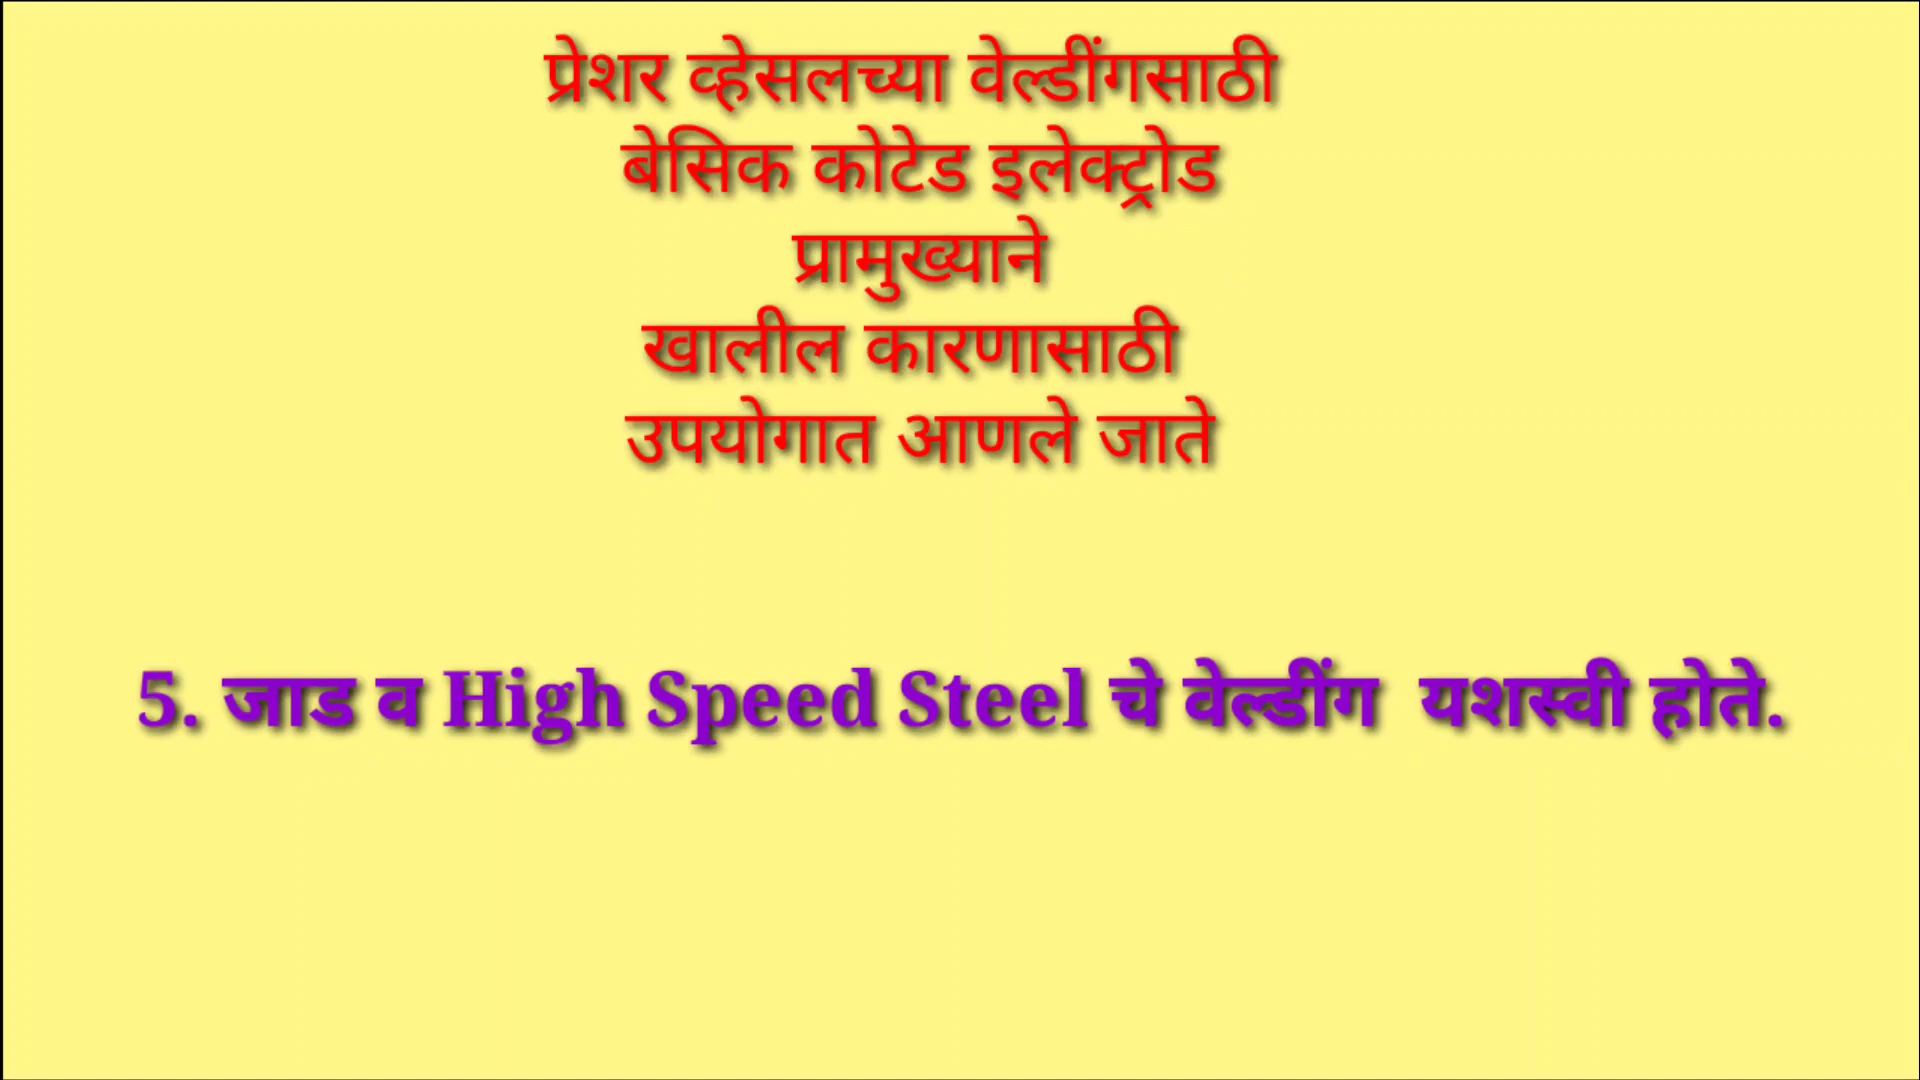 प्रेशर व्हेसलच्या वेल्डींगसाठी
बेसिक कोटेड इलेक्ट्रोड
प्रामुख्याने
खालील कारणासाठी
उपयोगात आणले जाते
5. जाड व High Speed Steel चे वेल्डींग यशस्वी होते.